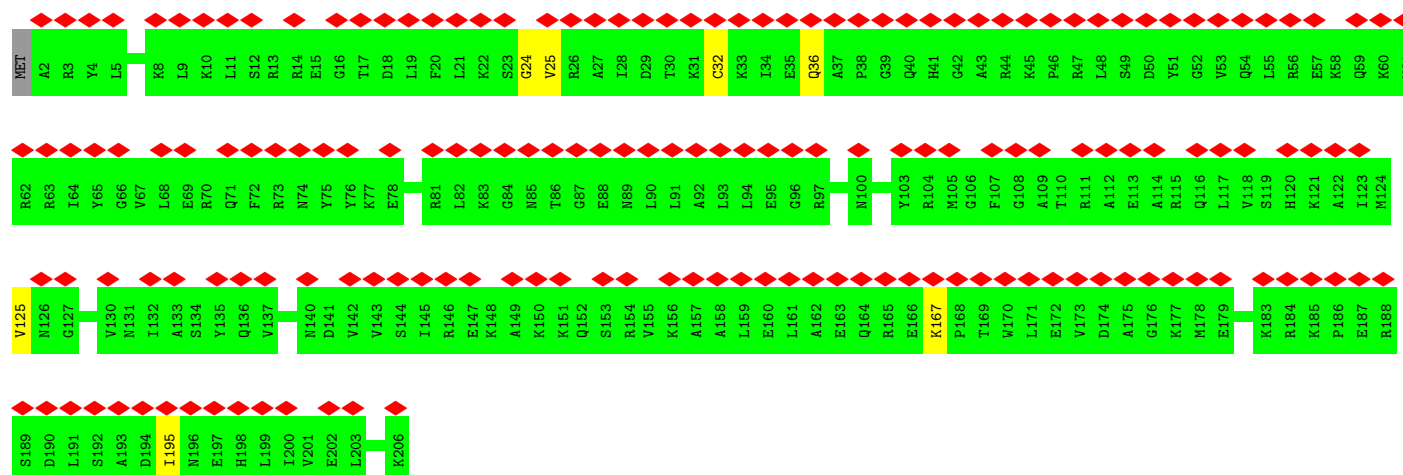 MET A2 R3 Y4 L5 K8 L9 K10 L11 S12 R13 R14 E15 G16 T17 D18 L19 F20 L21 K22 S23 G24 V25 R26 A27 I28 D29 T30 K31 C32 K33 I34 E35 Q36 A37 P38 G39 Q40 H41 G42 A43 R44 K45 P46 R47 L48 S49 D50 Y51 G52 V53 Q54 L55 R56 E57 K58 Q59 K60
R62 R63 I64 Y65 G66 V67 L68 E69 R70 Q71 F72 R73 N74 Y75 Y76 K77 E78 R81 L82 K83 G84 N85 T86 G87 E88 N89 L90 L91 A92 L93 L94 E95 G96 R97 N100 Y103 R104 M105 G106 F107 G108 A109 T110 R111 A112 E113 A114 R115 Q116 L117 V118 S119 H120 K121 A122 I123 M124
V125 N126 G127 V130 N131 I132 A133 S134 Y135 Q136 V137 N140 D141 V142 V143 S144 I145 R146 E147 K148 A149 K150 K151 Q152 S153 R154 V155 K156 A157 A158 L159 E160 L161 A162 E163 Q164 R165 E166 K167 P168 T169 W170 L171 E172 V173 D174 A175 G176 K177 M178 E179 K183 R184 K185 P186 E187 R188
S189 D190 L191 S192 A193 D194 I195 N196 E197 H198 L199 I200 V201 E202 L203 K206